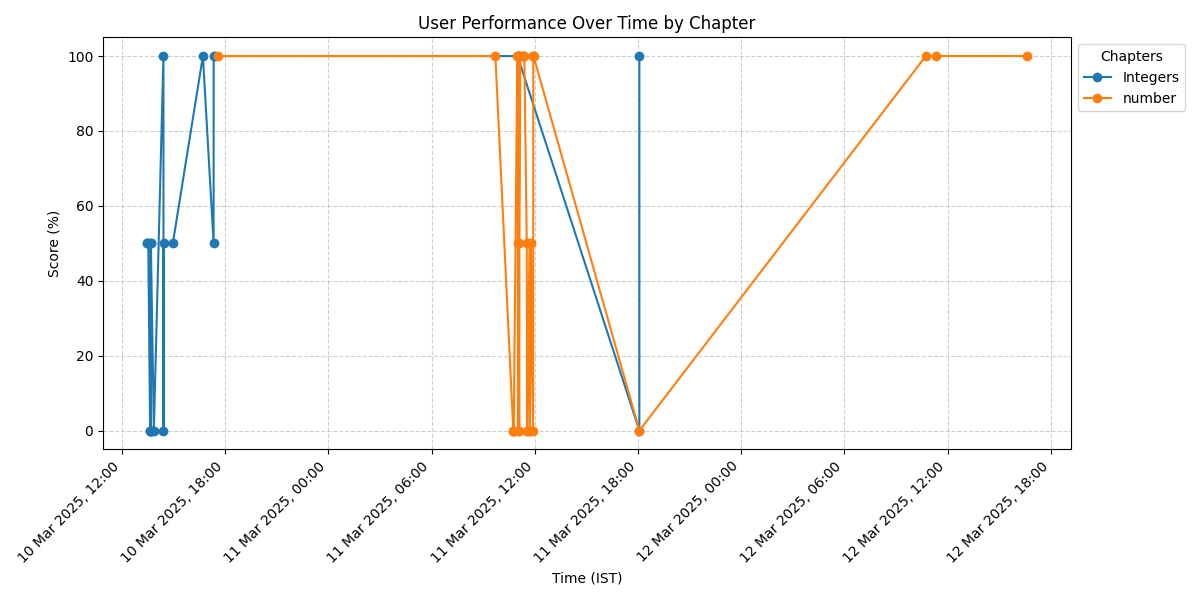 User Performance Over Time by Chapter
Score (%)
100
80
60
40
20
0
Chapters
Integers
number
10 Mar 2025, 12:00
10 Mar 2025, 18:00
11 Mar 2025, 00:00
11 Mar 2025, 06:00
11 Mar 2025, 12:00
11 Mar 2025, 18:00
12 Mar 2025, 00:00
12 Mar 2025, 06:00
12 Mar 2025, 12:00
12 Mar 2025, 18:00
Time (IST)